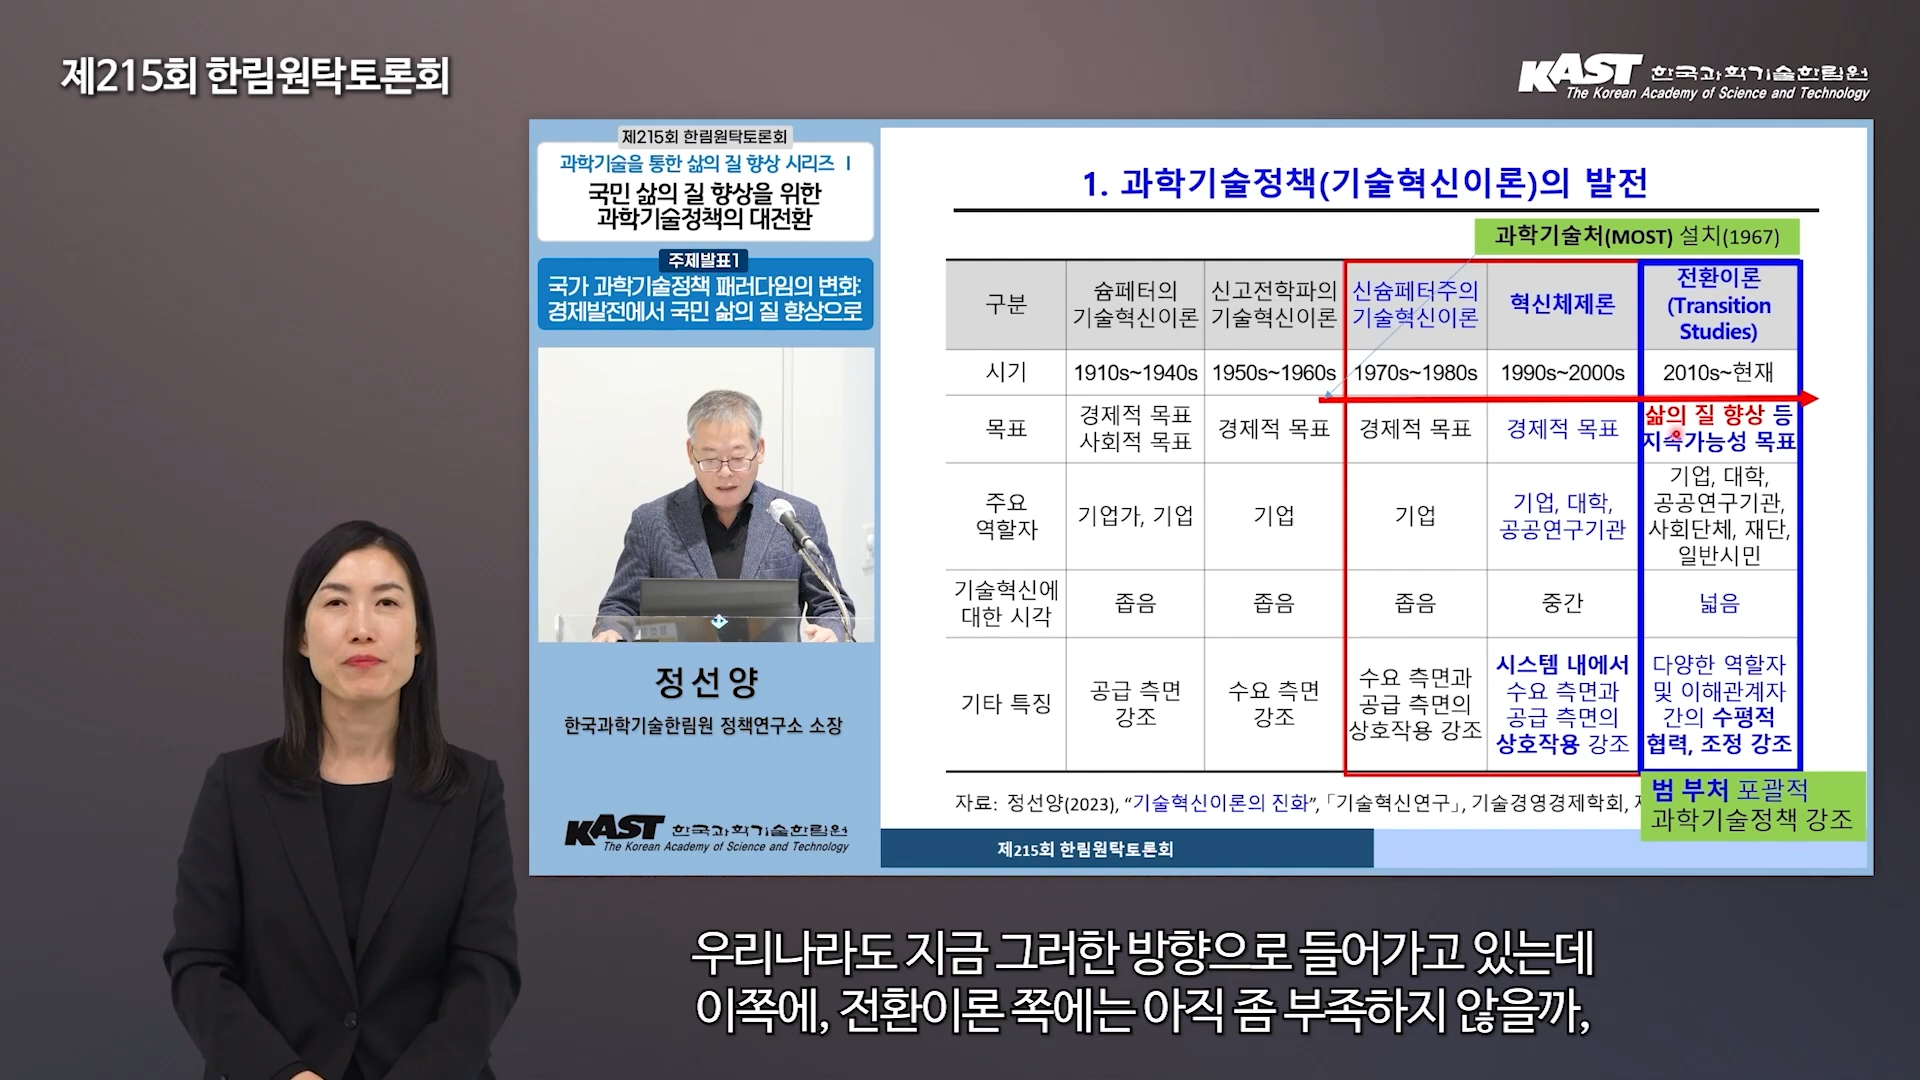 제215회 한림원탁토론회
KAST 한국과학기술한림원
The Korean Academy of Science and Technology
제215회 한림원탁토론회
과학기술을 통한 삶의 질 향상 시리즈 Ⅰ
국민 삶의 질 향상을 위한
과학기술정책의 대전환
주제발표1
국가 과학기술정책 패러다임의 변화:
경제발전에서 국민 삶의 질 향상으로
정선양
한국과학기술한림원 정책연구소 소장
KAST 한국과학기술한림원
The Korean Academy of Science and Technology
1. 과학기술정책(기술혁신이론)의 발전
과학기술처(MOST) 설치(1967)
구분
슘페터의
기술혁신이론
신고전학파의
기술혁신이론
신슘페터주의
기술혁신이론
혁신체제론
전환이론
(Transition
Studies)
시기
1910s~1940s
1950s~1960s
1970s~1980s
1990s~2000s
2010s~현재
목표
경제적 목표
사회적 목표
경제적 목표
경제적 목표
경제적 목표
삶의 질 향상 등
지속가능성 목표
주요
역할자
기업가, 기업
기업
기업
기업, 대학,
공공연구기관
기업, 대학,
공공연구기관,
사회단체, 재단,
일반시민
기술혁신에
대한 시각
좁음
좁음
좁음
중간
넓음
기타 특징
공급 측면
강조
수요 측면
강조
수요 측면과
공급 측면의
상호작용 강조
시스템 내에서
수요 측면과
공급 측면의
상호작용 강조
다양한 역할자
및 이해관계자
간의 수평적
협력, 조정 강조
자료: 정선양(2023), “기술혁신이론의 진화”, 「기술혁신연구」, 기술경영경제학회,
범 부처 포괄적
과학기술정책 강조
제215회 한림원탁토론회
우리나라도 지금 그러한 방향으로 들어가고 있는데
이쪽에, 전환이론 쪽에는 아직 좀 부족하지 않을까,